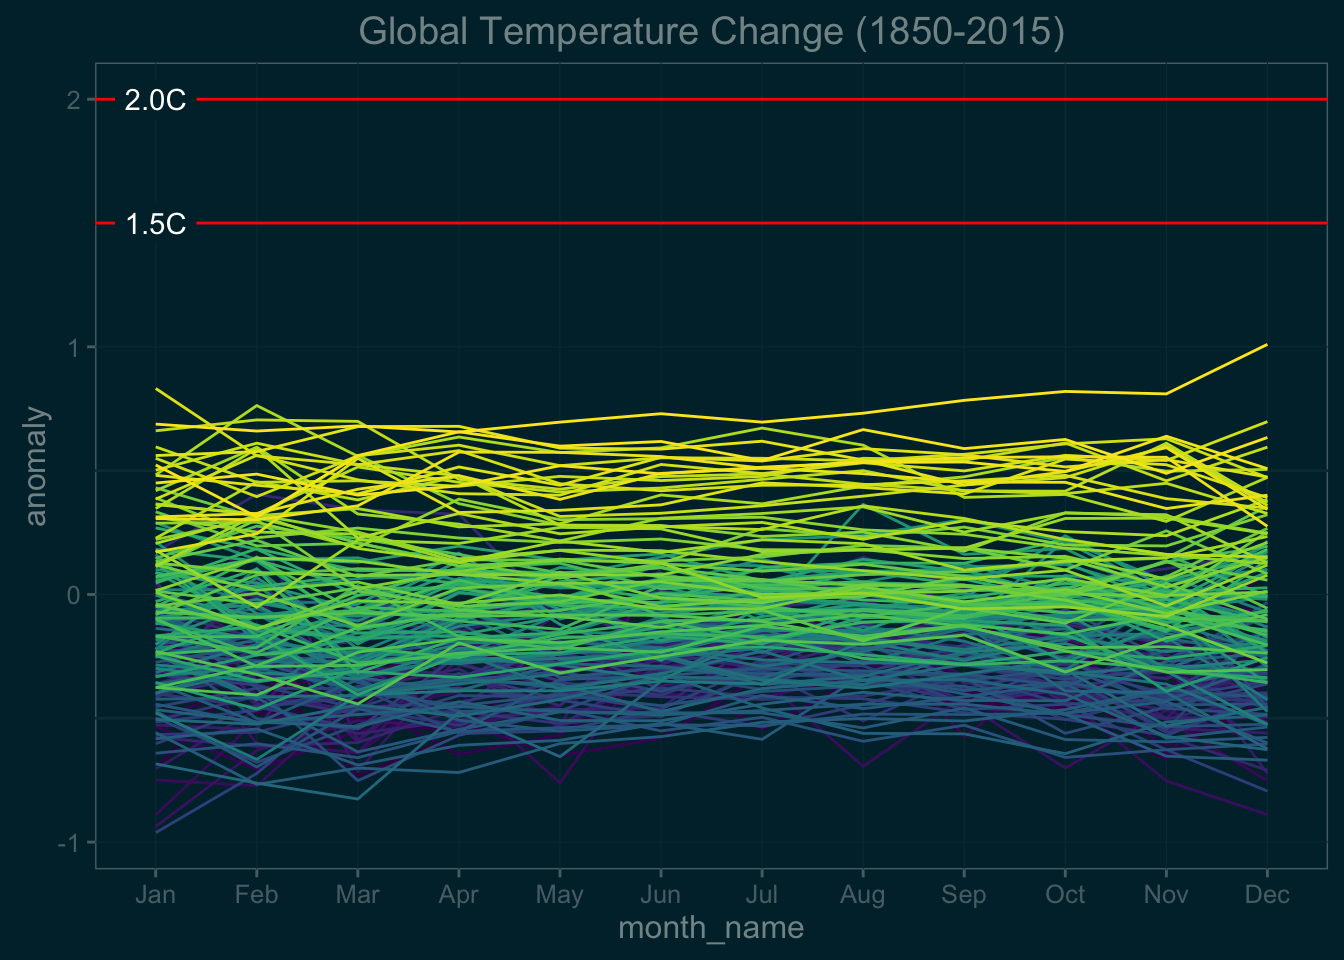 Global Temperature Change (1850-2015)
2
2.0C
1.5C
1
0
-1
anomaly
Jan Feb Mar Apr May Jun Jul Aug Sep Oct Nov Dec
month_name